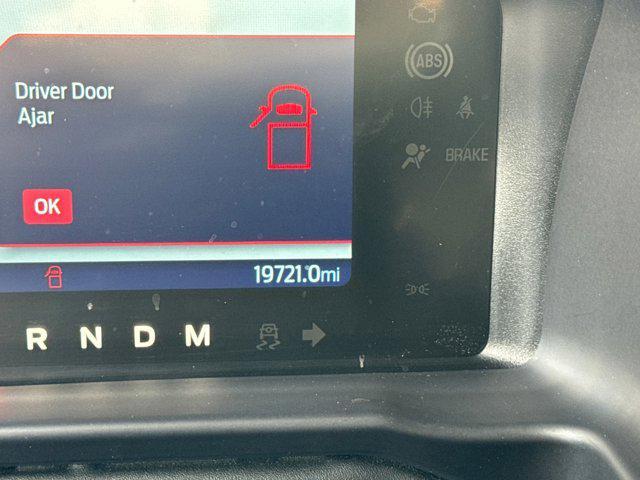 ABS
Driver Door
Ajar
BRAKE
OK
19721.0mi
R N D M